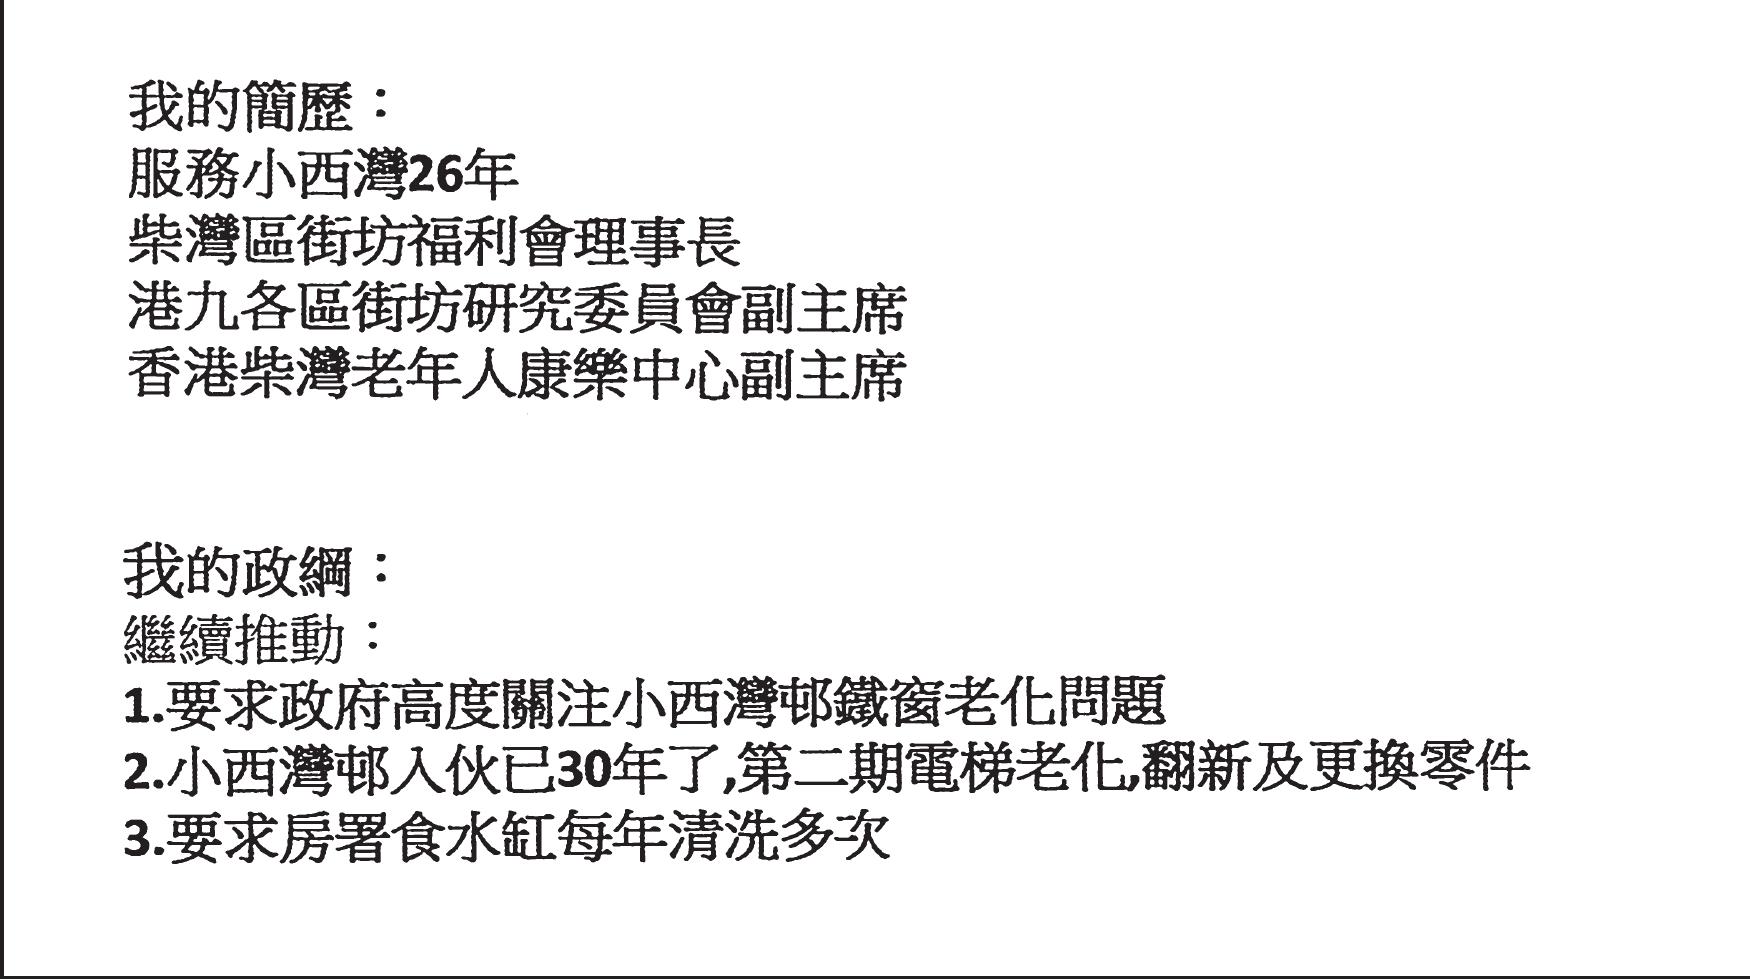 我的簡歷：
服務小西灣26年
柴灣區街坊福利會理事長
港九各區街坊研究委員會副主席
香港柴灣老年人康樂中心副主席
我的政綱：
繼續推動：
1.要求政府高度關注小西灣邨鐵窗老化問題
2.小西灣邨入伙已30年了,第二期電梯老化,翻新及更換零件
3.要求房署食水缸每年清洗多次